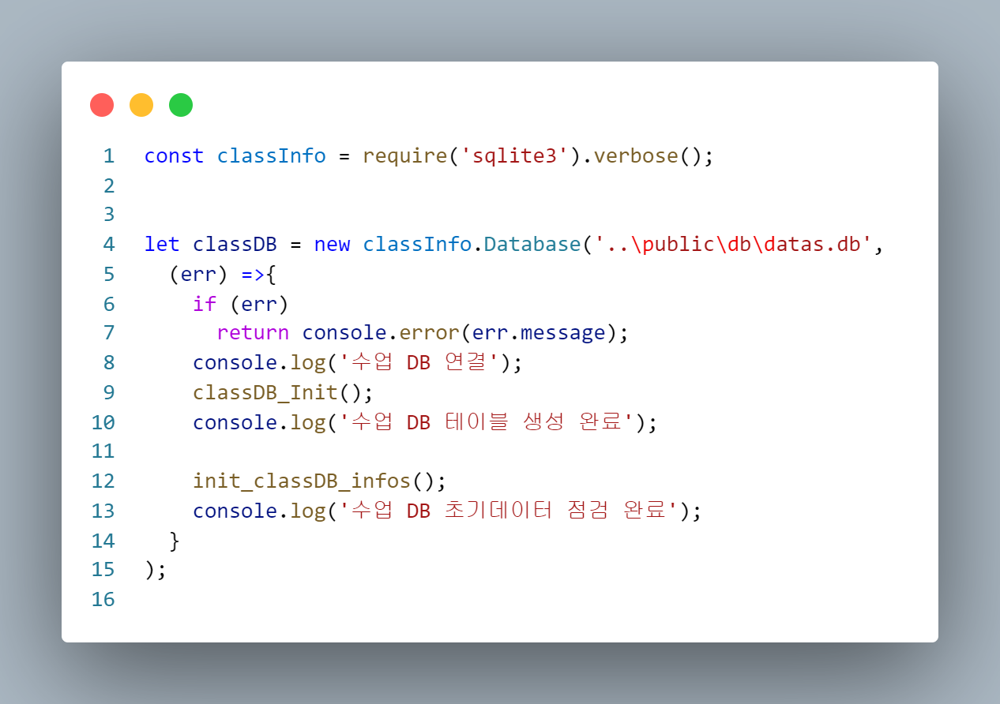 1 const classInfo = require('sqlite3').verbose();
2
3
4 let classDB = new classInfo.Database('..\public\db\datas.db',
5   (err) =>{
6     if (err)
7       return console.error(err.message);
8     console.log('수업 DB 연결');
9     classDB_Init();
10     console.log('수업 DB 테이블 생성 완료');
11
12     init_classDB_infos();
13     console.log('수업 DB 초기데이터 점검 완료');
14   }
15 );
16